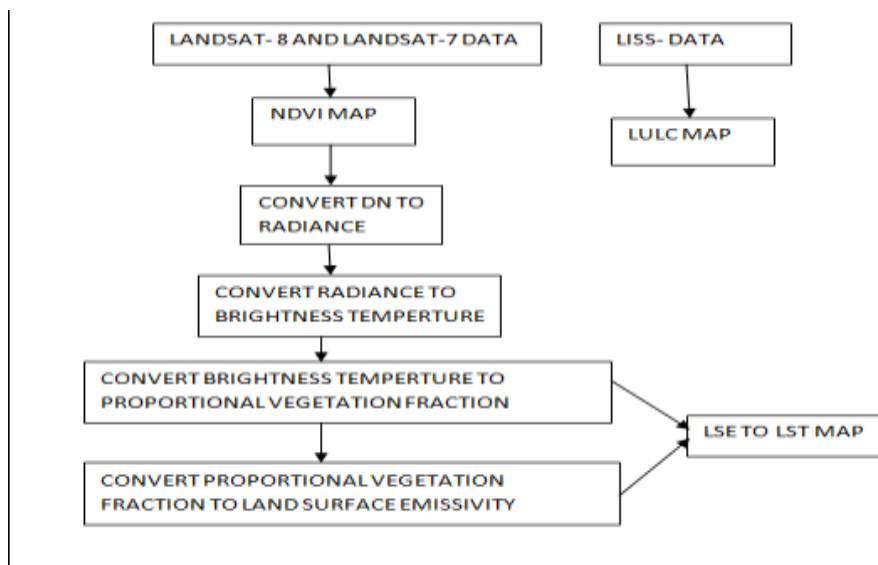 LANDSAT- 8 AND LANDSAT-7 DATA
LISS- DATA
NDVI MAP
LULC MAP
CONVERT DN TO
RADIANCE
CONVERT RADIANCE TO
BRIGHTNESS TEMPERTURE
CONVERT BRIGHTNESS TEMPERTURE TO
PROPORTIONAL VEGETATION FRACTION
LSE TO LST MAP
CONVERT PROPORTIONAL VEGETATION
FRACTION TO LAND SURFACE EMISSIVITY